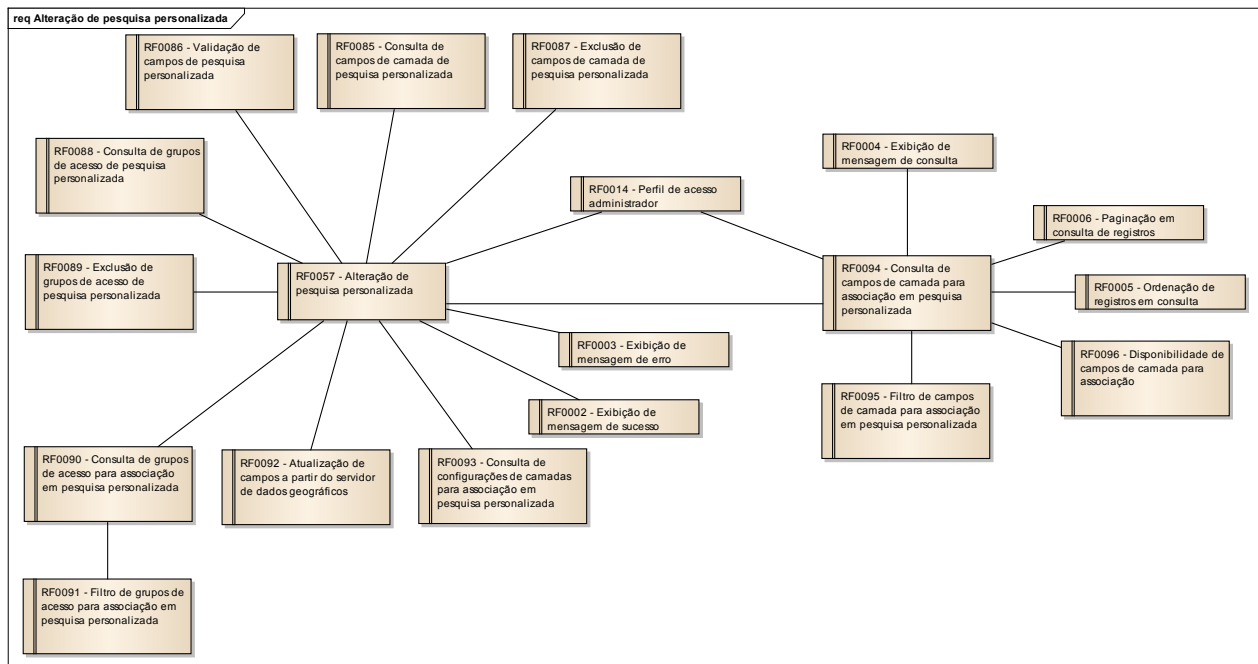 req Alteração de pesquisa personalizada
RF0086 - Validação de
campos de pesquisa
personalizada
RF0085 - Consulta de
campos de camada de
pesquisa personalizada
RF0087 - Exclusão de
campos de camada de
pesquisa personalizada
RF0088 - Consulta de grupos
de acesso de pesquisa
personalizada
RF0004 - Exibição de
mensagem de consulta
RF0014 - Perfil de acesso
administrador
RF0006 - Paginação em
consulta de registros
RF0089 - Exclusão de
grupos de acesso de
pesquisa personalizada
RF0057 - Alteração de
pesquisa personalizada
RF0094 - Consulta de
campos de camada para
associação em pesquisa
personalizada
RF0005 - Ordenação de
registros em consulta
RF0003 - Exibição de
mensagem de erro
RF0096 - Disponibilidade de
campos de camada para
associação
RF0002 - Exibição de
mensagem de sucesso
RF0095 - Filtro de campos
de camada para associação
em pesquisa personalizada
RF0090 - Consulta de grupos
de acesso para associação
em pesquisa personalizada
RF0092 - Atualização de
campos a partir do servidor
de dados geográficos
RF0093 - Consulta de
configurações de camadas
para associação em
pesquisa personalizada
RF0091 - Filtro de grupos de
acesso para associação em
pesquisa personalizada